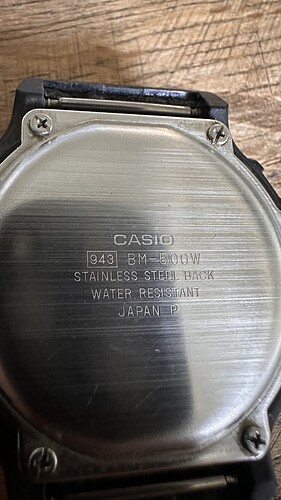 CASIO
943 BM-500W
STAINLESS STEEL BACK
WATER RESISTANT
JAPAN P